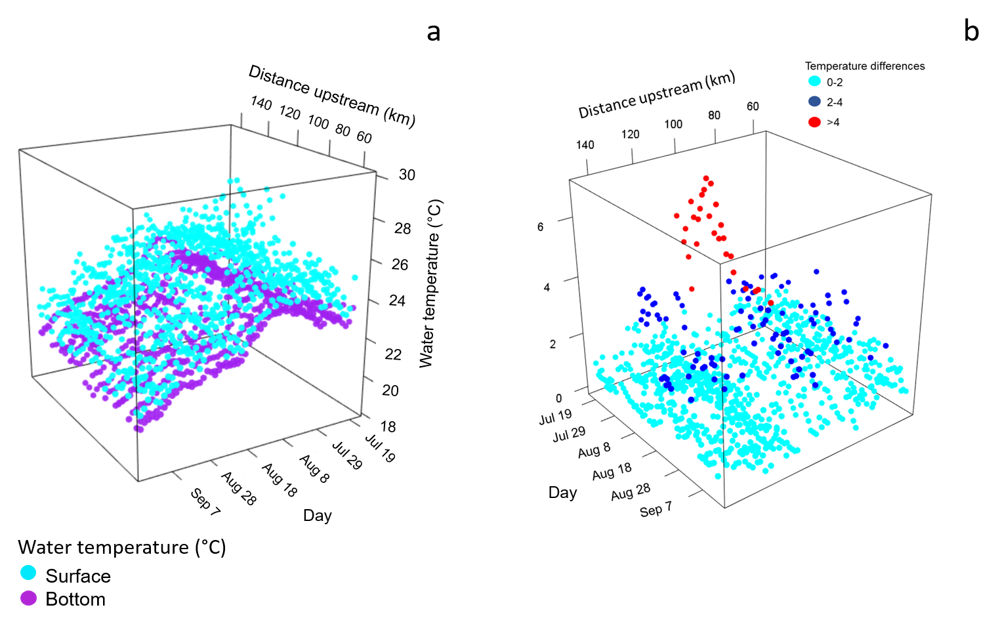 a
Distance upstream (km)
140 120 100 80 60
30
28
26
24
22
20
18
Water temperature (°C)
Jul 19
Jul 29
Aug 8
Aug 18
Aug 28
Sep 7
Day
Water temperature (°C)
Surface
Bottom
b
Temperature differences
0-2
2-4
>4
Distance upstream (km)
140 120 100 80 60
6
4
2
0
Jul 19
Jul 29
Aug 8
Aug 18
Aug 28
Sep 7
Day